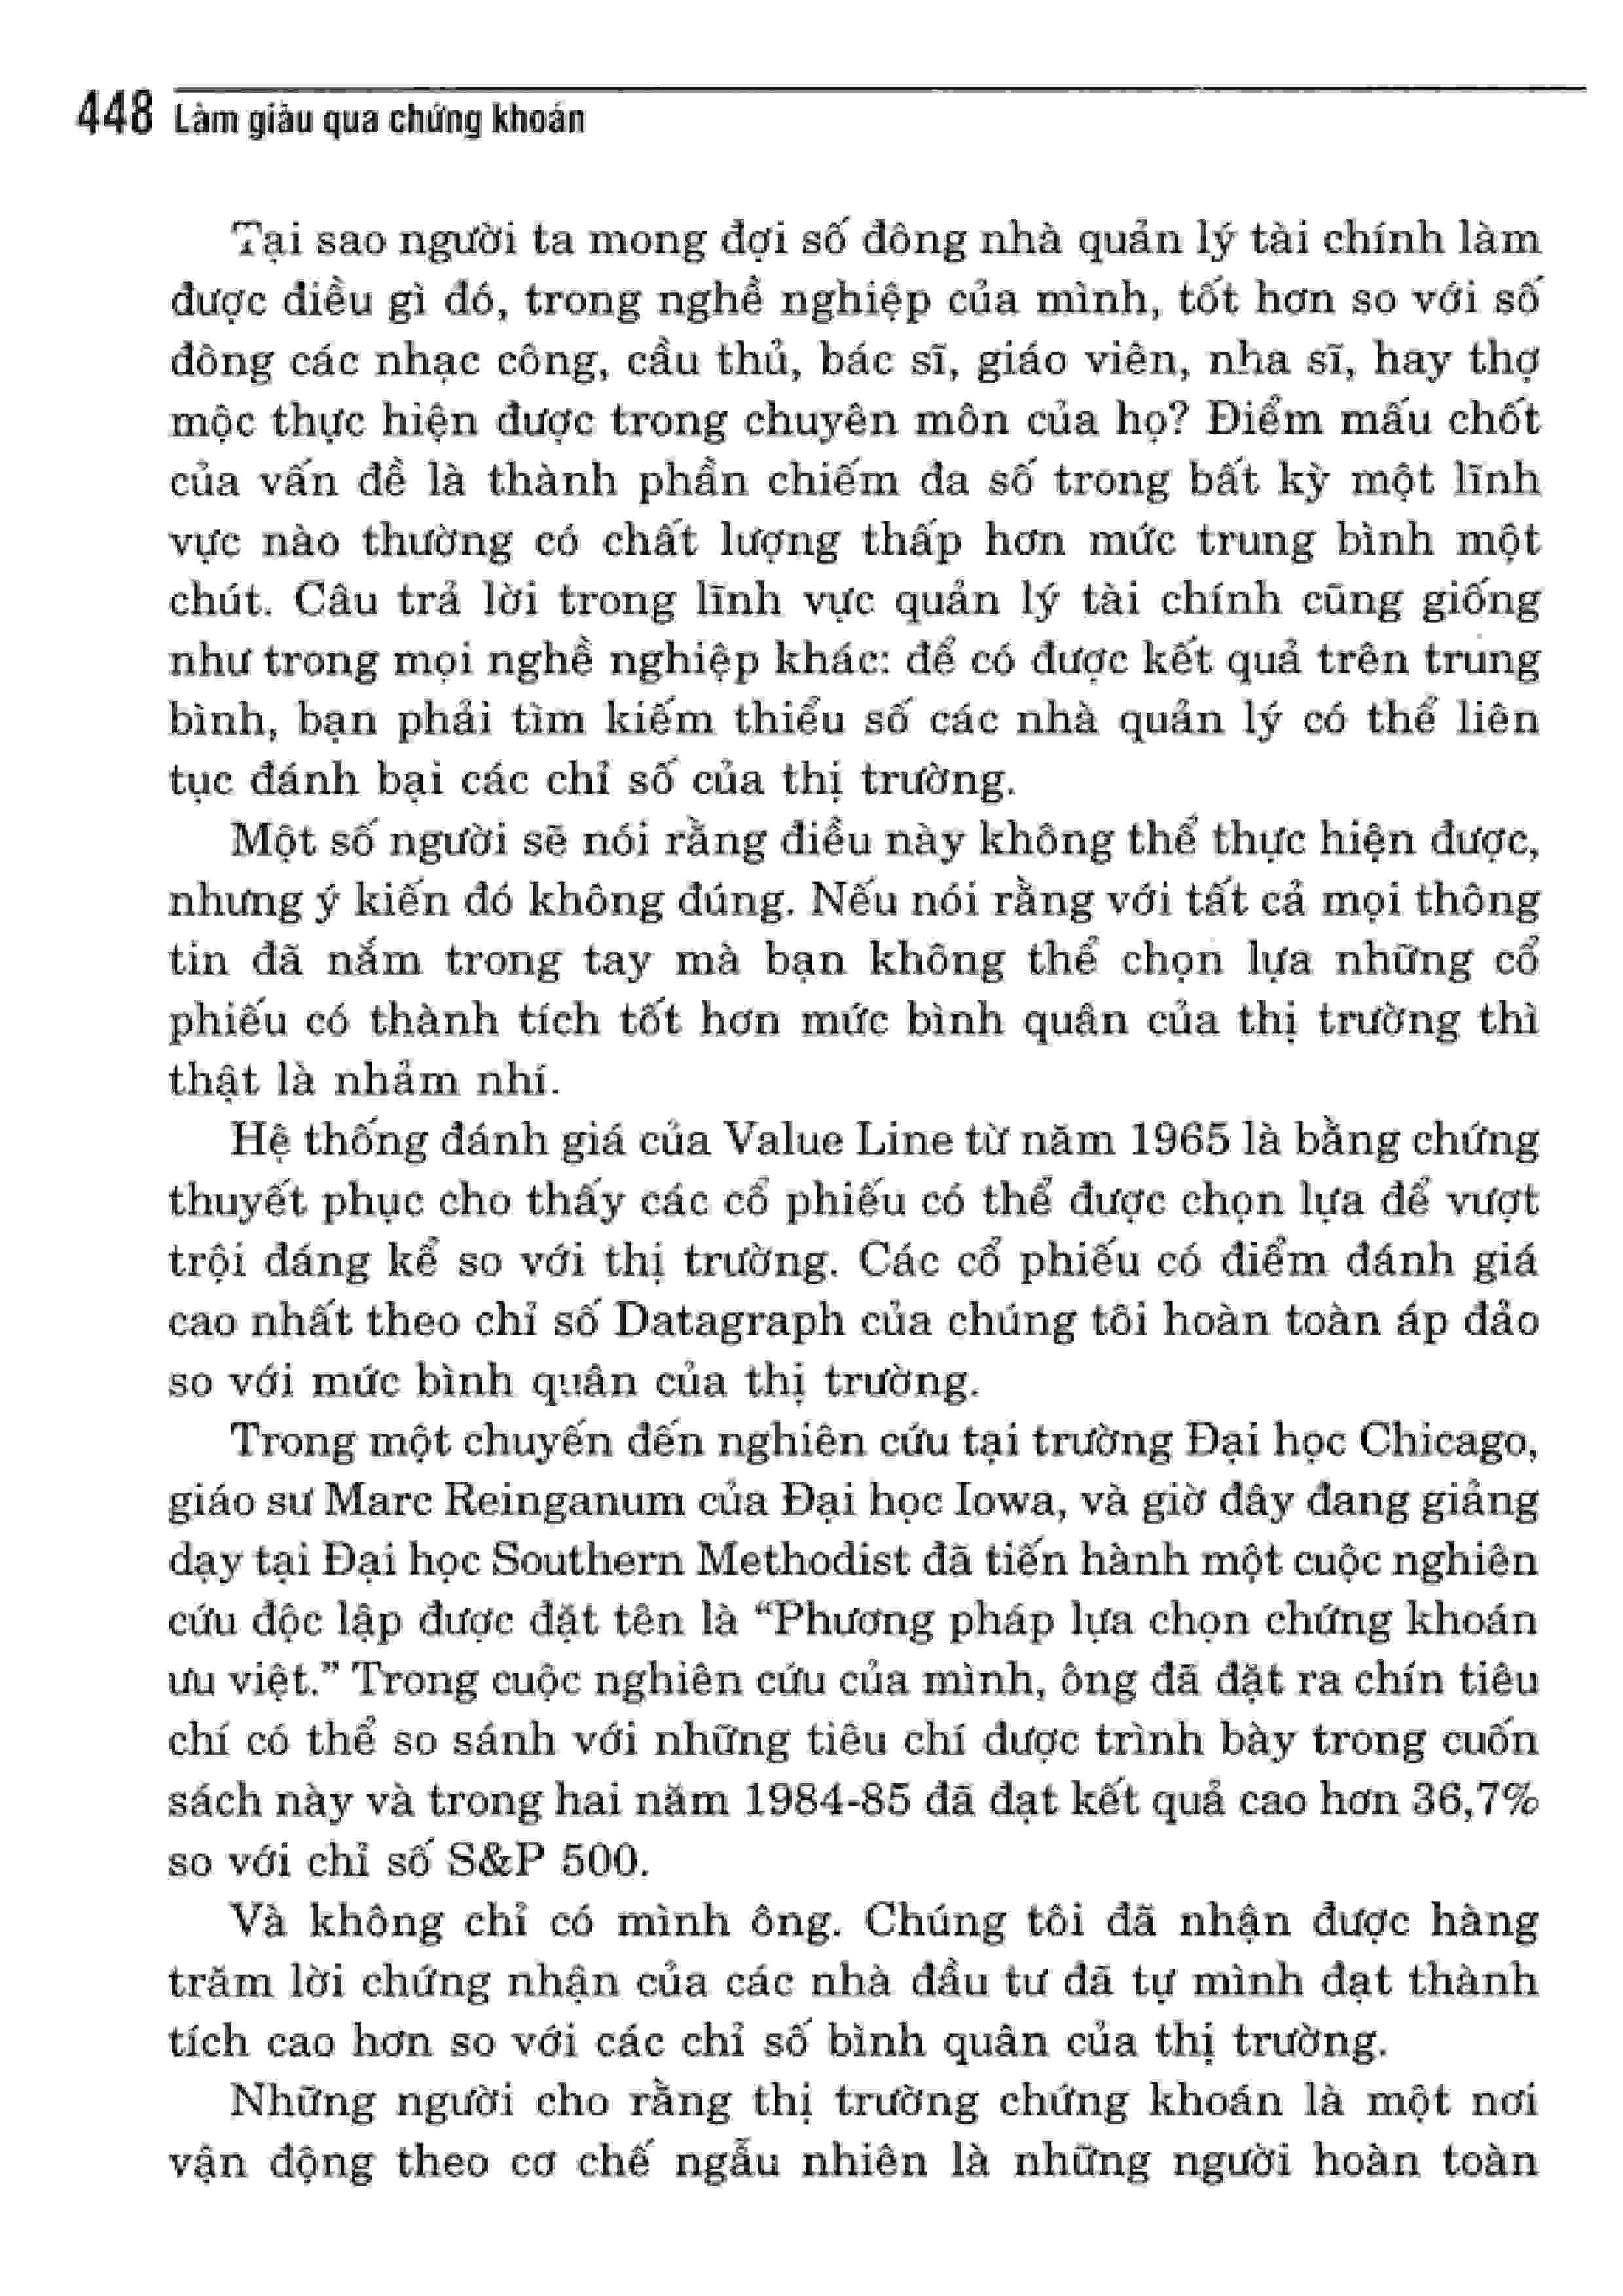 448 Làm giàu qua chứng khoán
Tại sao người ta mong đợi số đông nhà quản lý tài chính làm
được điều gì đó, trong nghề nghiệp của mình, tốt hơn so với số
đông các nhạc công, cầu thủ, bác sĩ, giáo viên, nha sĩ, hay thợ
mộc thực hiện được trong chuyên môn của họ? Điểm mấu chốt
của vấn đề là thành phần chiếm đa số trong bất kỳ một lĩnh
vực nào thường có chất lượng thấp hơn mức trung bình một
chút. Câu trả lời trong lĩnh vực quản lý tài chính cũng giống
như trong mọi nghề nghiệp khác: để có được kết quả trên trung
bình, bạn phải tìm kiếm thiểu số các nhà quản lý có thể liên
tục đánh bại các chỉ số của thị trường.
Một số người sẽ nói rằng điều này không thể thực hiện được,
nhưng ý kiến đó không đúng. Nếu nói rằng với tất cả mọi thông
tin đã nắm trong tay mà bạn không thể chọn lựa những cổ
phiếu có thành tích tốt hơn mức bình quân của thị trường thì
thật là nhảm nhí.
Hệ thống đánh giá của Value Line từ năm 1965 là bằng chứng
thuyết phục cho thấy các cổ phiếu có thể được chọn lựa để vượt
trội đáng kể so với thị trường. Các cổ phiếu có điểm đánh giá
cao nhất theo chỉ số Datagraph của chúng tôi hoàn toàn áp đảo
so với mức bình quân của thị trường.
Trong một chuyến đến nghiên cứu tại trường Đại học Chicago,
giáo sư Marc Reinganum của Đại học Iowa, và giờ đây đang giảng
dạy tại Đại học Southern Methodist đã tiến hành một cuộc nghiên
cứu độc lập được đặt tên là “Phương pháp lựa chọn chứng khoán
ưu việt.” Trong cuộc nghiên cứu của mình, ông đã đặt ra chín tiêu
chí có thể so sánh với những tiêu chí được trình bày trong cuốn
sách này và trong hai năm 1984-85 đã đạt kết quả cao hơn 36,7%
so với chỉ số S&P 500.
Và không chỉ có mình ông. Chúng tôi đã nhận được hàng
trăm lời chứng nhận của các nhà đầu tư đã tự mình đạt thành
tích cao hơn so với các chỉ số bình quân của thị trường.
Những người cho rằng thị trường chứng khoán là một nơi
vận động theo cơ chế ngẫu nhiên là những người hoàn toàn